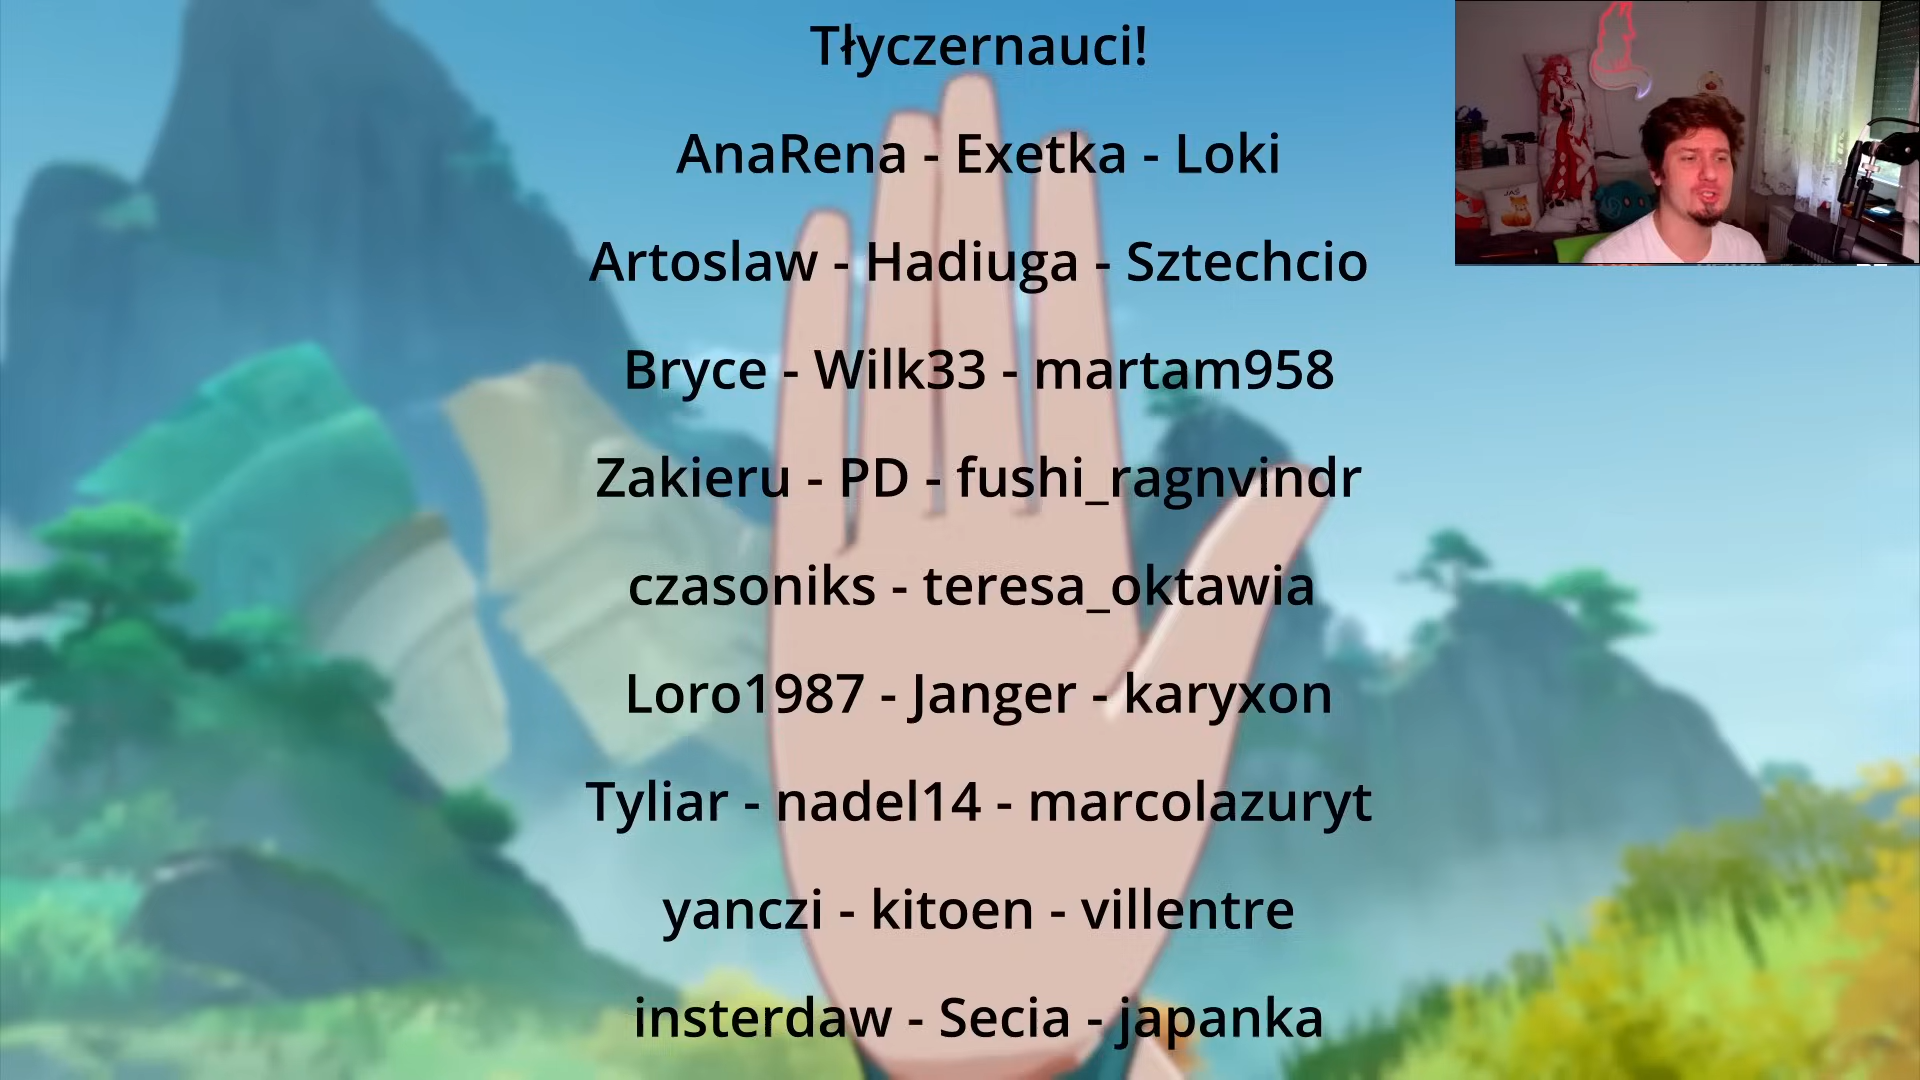 Tłyczernauci!
AnaRena - Exetka - Loki
Artoslaw - Hadiuga - Sztechcio
Bryce - Wilk33 - martam958
Zakieru - PD - fushi_ragnvindr
czasoniks - teresa_oktawia
Loro1987 - Janger - karyxon
Tyliar - nadel14 - marcolazuryt
yanczi - kitoen - villentre
insterdaw - Secia - japanka
JAŚ